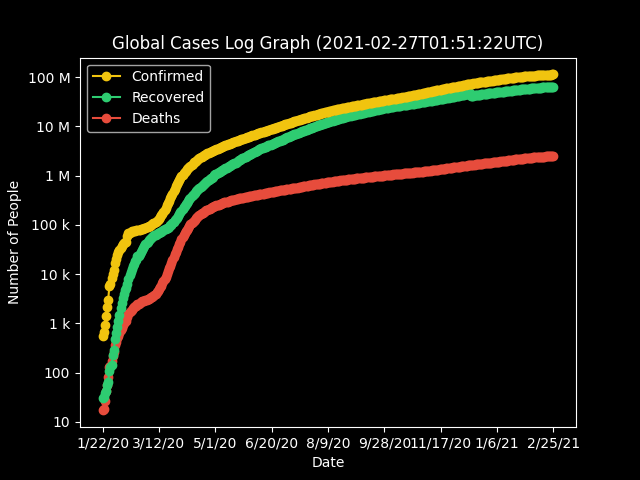 Global Cases Log Graph (2021-02-27T01:51:22UTC)
Confirmed
Recovered
Deaths
100 M
10 M
1 M
100 k
10 k
1 k
100
10
Number of People
1/22/20 3/12/20 5/1/20 6/20/20 8/9/20 9/28/20 11/17/20 1/6/21 2/25/21
Date